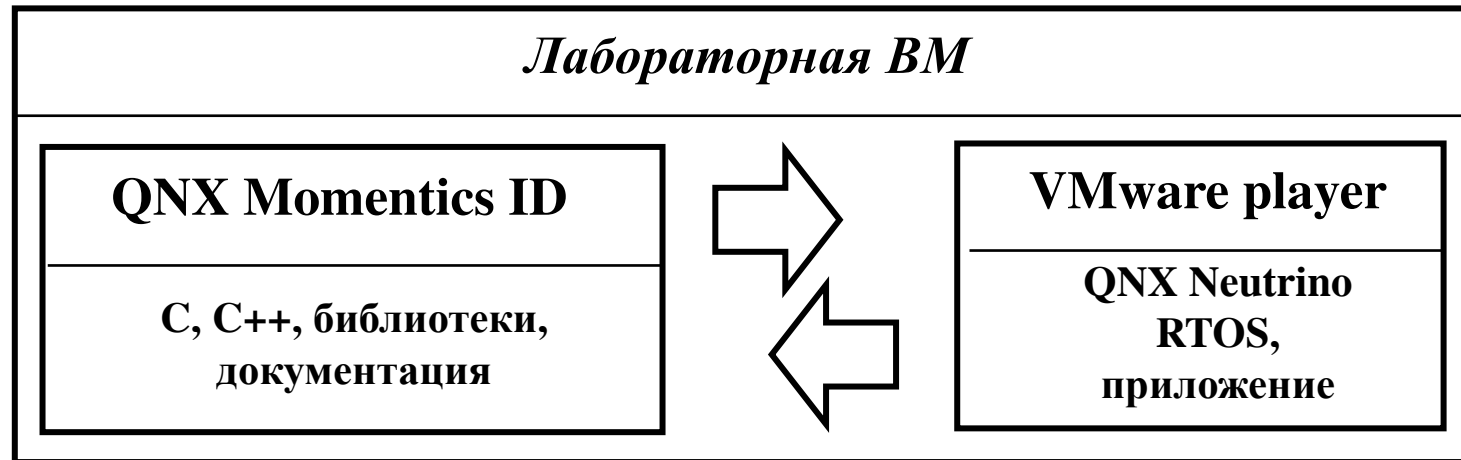 Лабораторная ВМ
QNX Momentics ID
С, С++, библиотеки,
документация
VMware player
QNX Neutrino
RTOS,
приложение